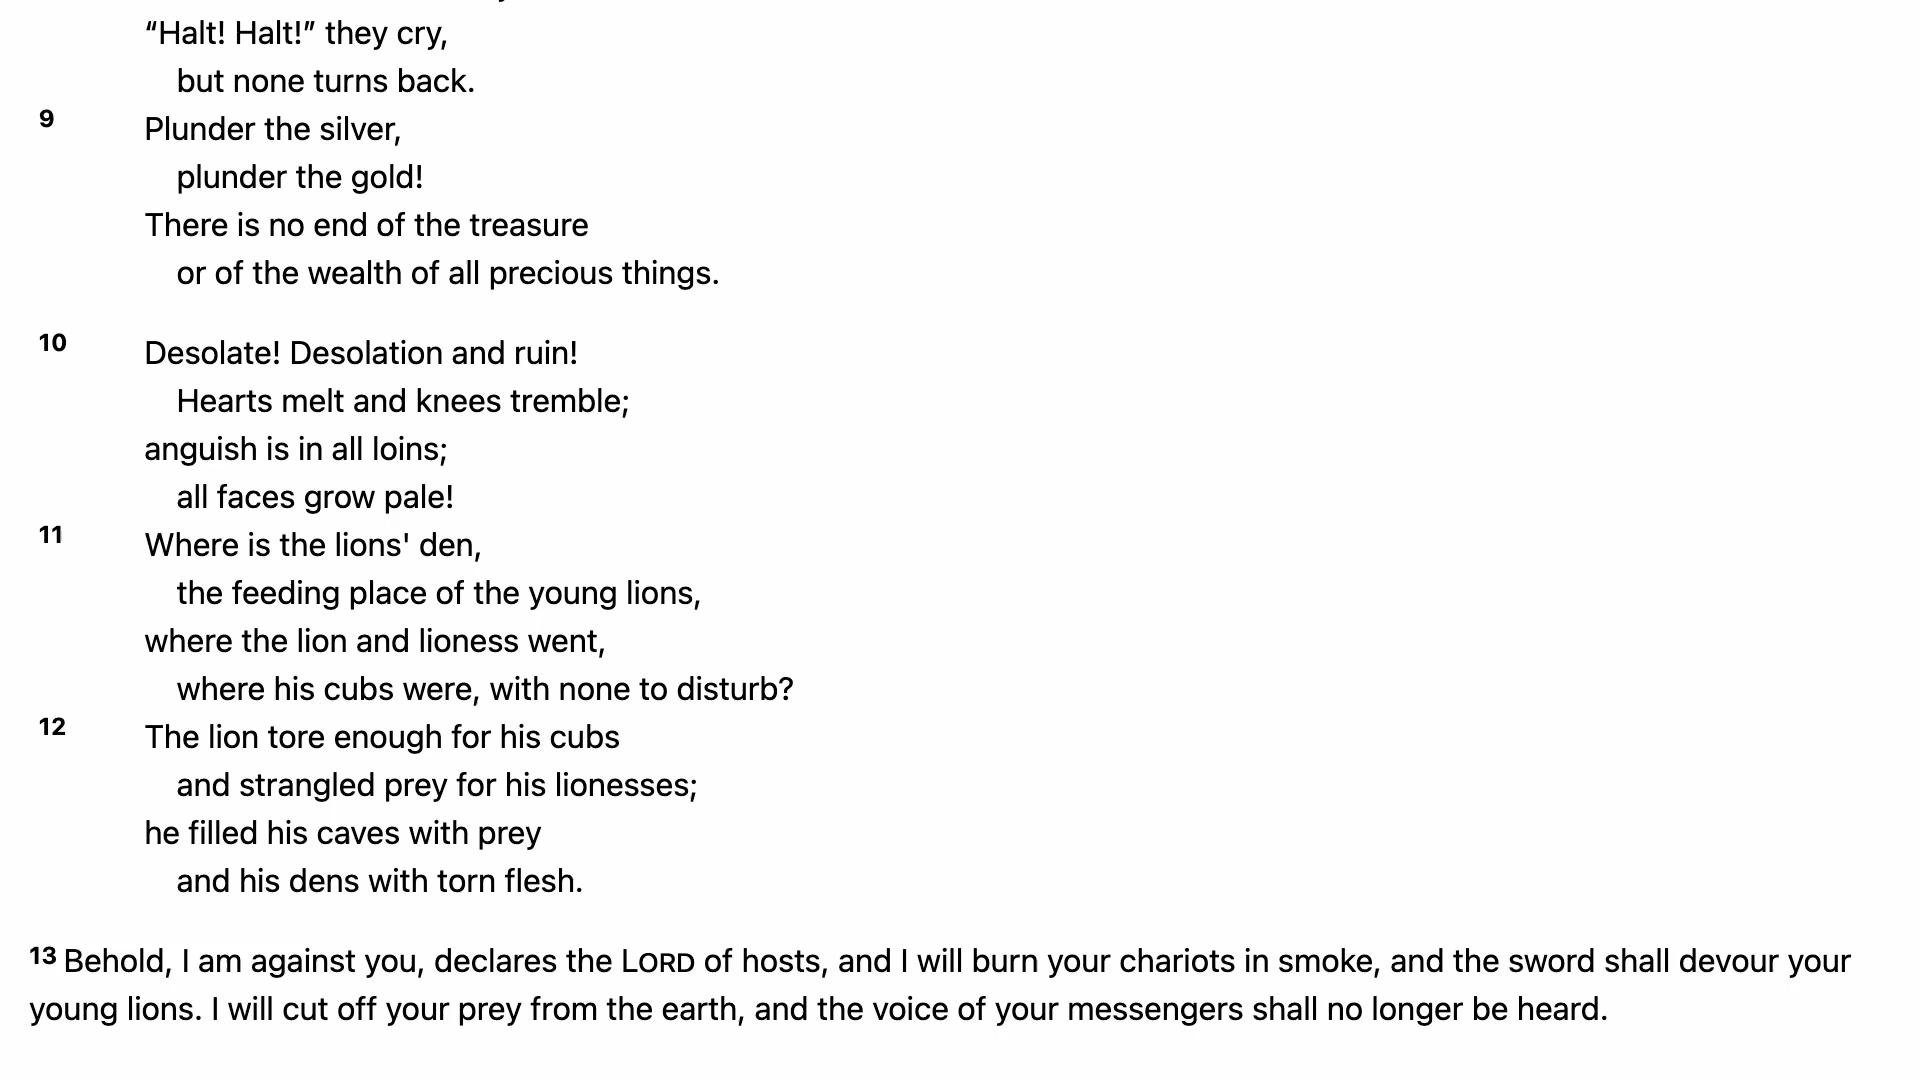 “Halt! Halt!” they cry,
but none turns back.
9 Plunder the silver,
plunder the gold!
There is no end of the treasure
or of the wealth of all precious things.
10 Desolate! Desolation and ruin!
Hearts melt and knees tremble;
anguish is in all loins;
all faces grow pale!
11 Where is the lions' den,
the feeding place of the young lions,
where the lion and lioness went,
where his cubs were, with none to disturb?
12 The lion tore enough for his cubs
and strangled prey for his lionesses;
he filled his caves with prey
and his dens with torn flesh.
13 Behold, I am against you, declares the LORD of hosts, and I will burn your chariots in smoke, and the sword shall devour your
young lions. I will cut off your prey from the earth, and the voice of your messengers shall no longer be heard.